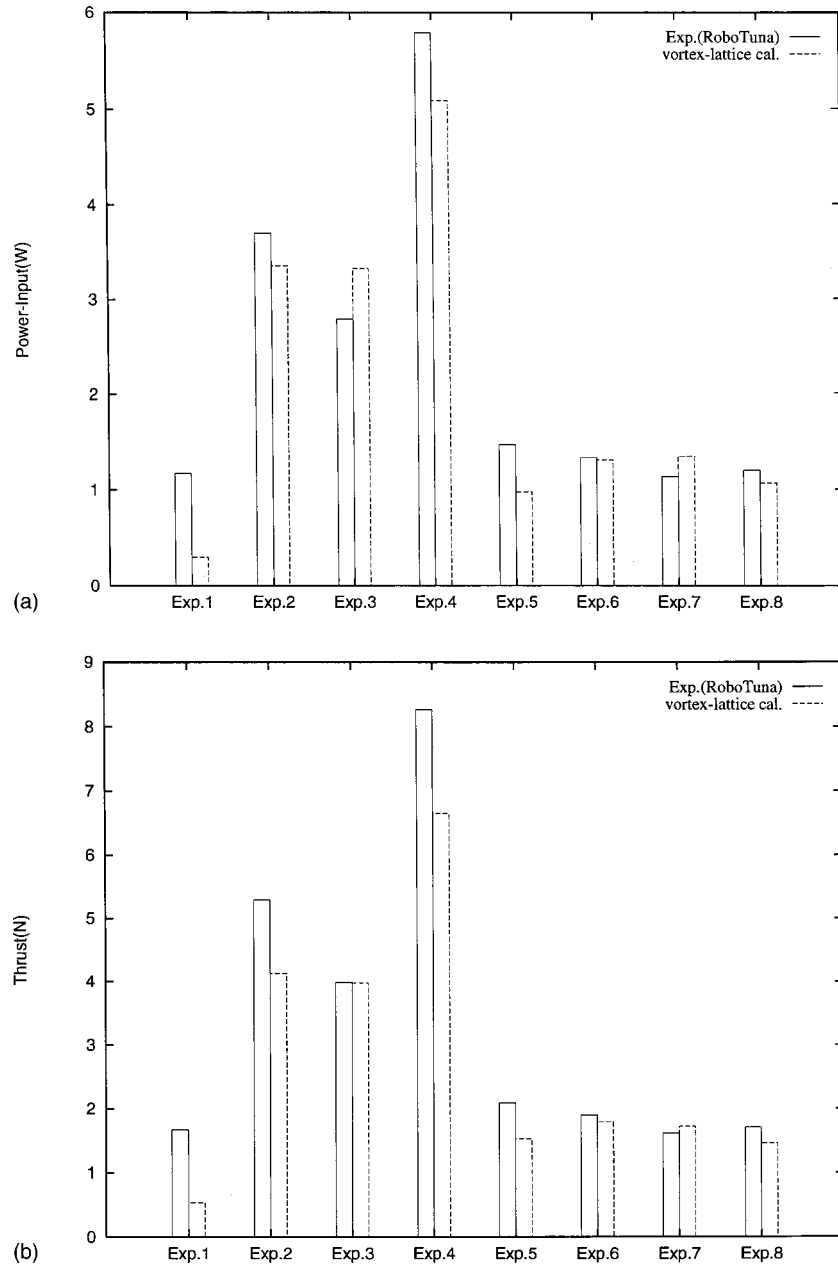 6
Exp.(RoboTuna)
vortex-lattice cal.
5
4
Power-Input(W)
3
2
1
0
(a)
Exp.1 Exp.2 Exp.3 Exp.4 Exp.5 Exp.6 Exp.7 Exp.8
9
Exp.(RoboTuna)
vortex-lattice cal.
8
7
6
Thrust(N)
5
4
3
2
1
0
(b)
Exp.1 Exp.2 Exp.3 Exp.4 Exp.5 Exp.6 Exp.7 Exp.8